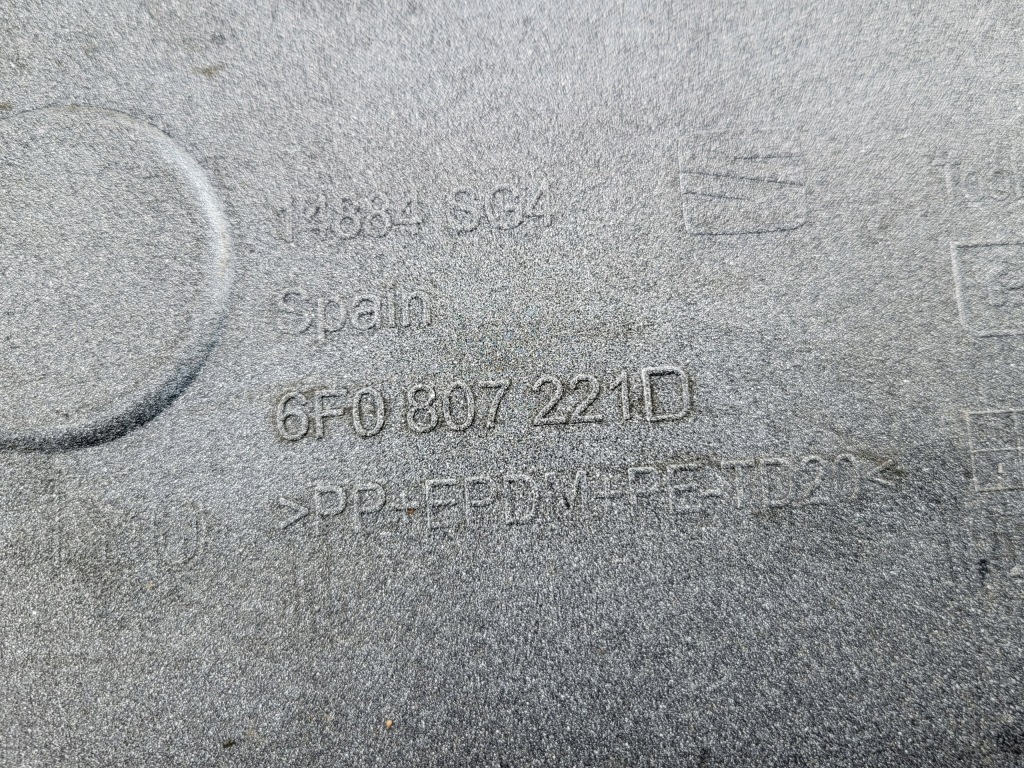 14884 SG4
Spain
6F0 807 221D
>PP+EPDM+PE-TD20<